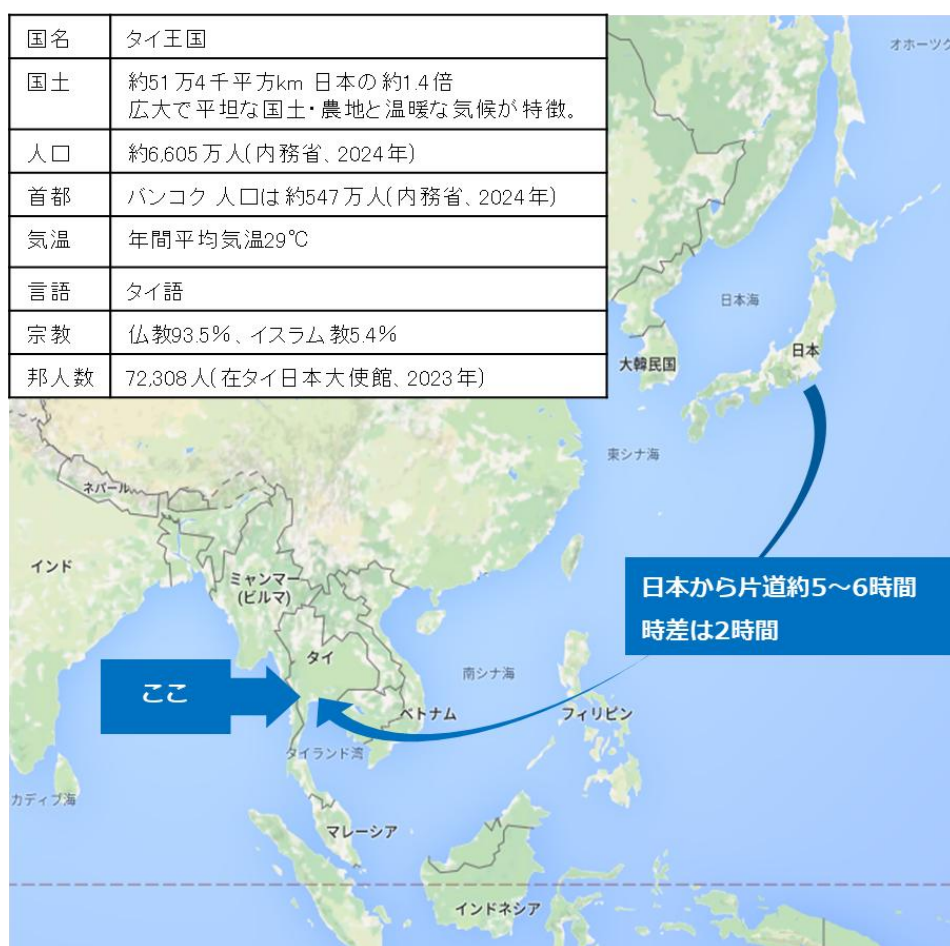 国名 タイ王国
国土 約51万4千平方km 日本の約1.4倍
広大で平坦な国土・農地と温暖な気候が特徴。
人口 約6,605万人(内務省、2024年)
首都 バンコク 人口は約547万人(内務省、2024年)
気温 年間平均気温29℃
言語 タイ語
宗教 仏教93.5%、イスラム教5.4%
邦人数 72,308人(在タイ日本大使館、2023年)
オホーツク
日本海
大韓民国
日本
東シナ海
ネパール
インド
ミャンマー
(ビルマ)
日本から片道約5～6時間
時差は2時間
タイ
ここ
南シナ海
ベトナム
フィリピン
タイランド湾
カディブ海
マレーシア
インドネシア